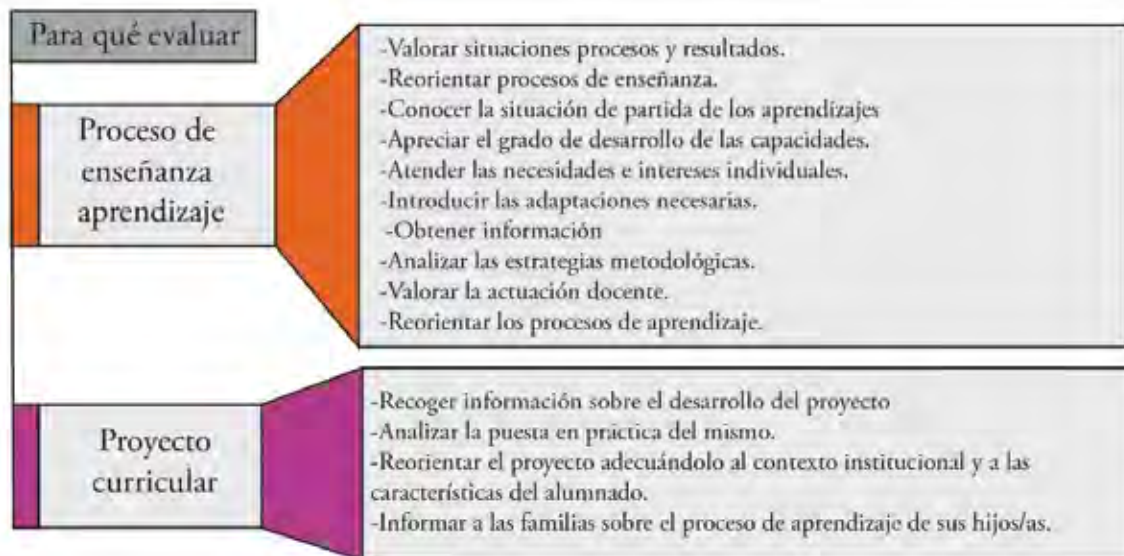 Para qué evaluar
Proceso de
enseñanza
aprendizaje
-Valorar situaciones procesos y resultados.
-Reorientar procesos de enseñanza.
-Conocer la situación de partida de los aprendizajes
-Apreciar el grado de desarrollo de las capacidades.
-Atender las necesidades e intereses individuales.
-Introducir las adaptaciones necesarias.
-Obtener información
-Analizar las estrategias metodológicas.
-Valorar la actuación docente.
-Reorientar los procesos de aprendizaje.
Proyecto
curricular
-Recoger información sobre el desarrollo del proyecto
-Analizar la puesta en práctica del mismo.
-Reorientar el proyecto adecuándolo al contexto institucional y a las
características del alumnado.
-Informar a las familias sobre el proceso de aprendizaje de sus hijos/as.